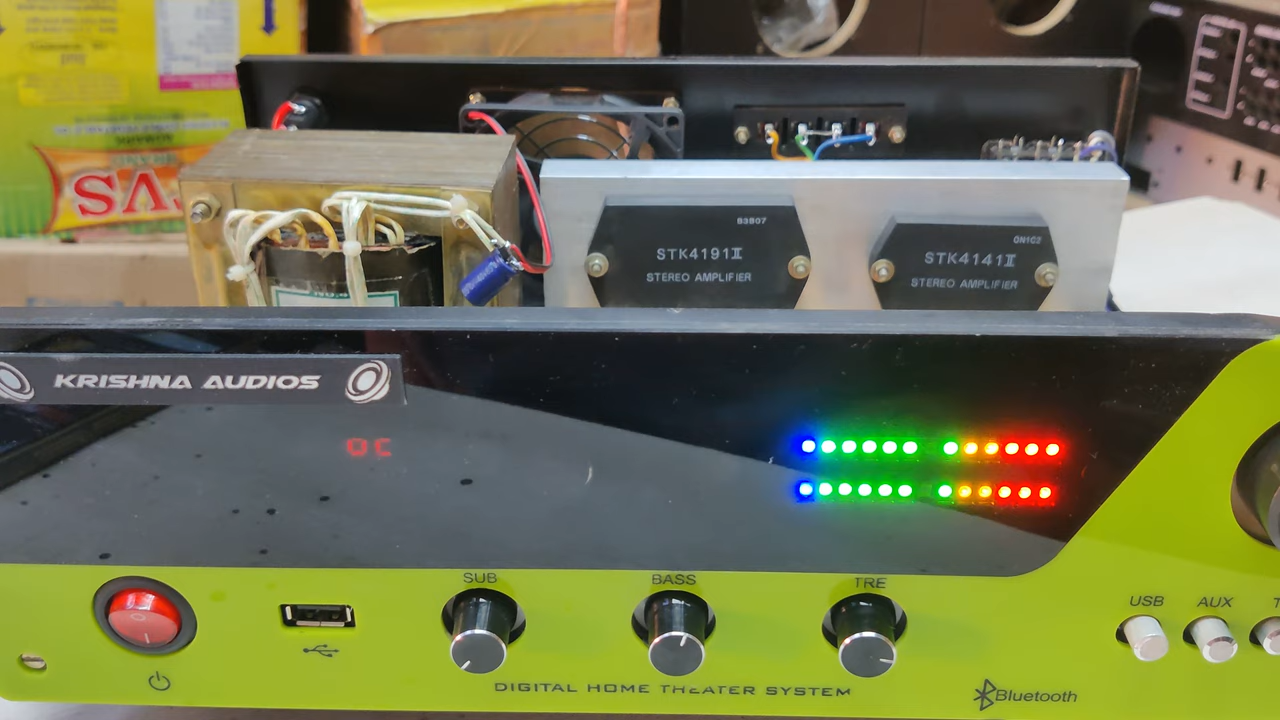 SVS
B3B07
STK4191II
STEREO AMPLIFIER
0N1C2
STK4141II
STEREO AMPLIFIER
KRISHNA AUDIOS
SUB
BASS
TRE
USB
AUX
DIGITAL HOME THEATER SYSTEM
Bluetooth